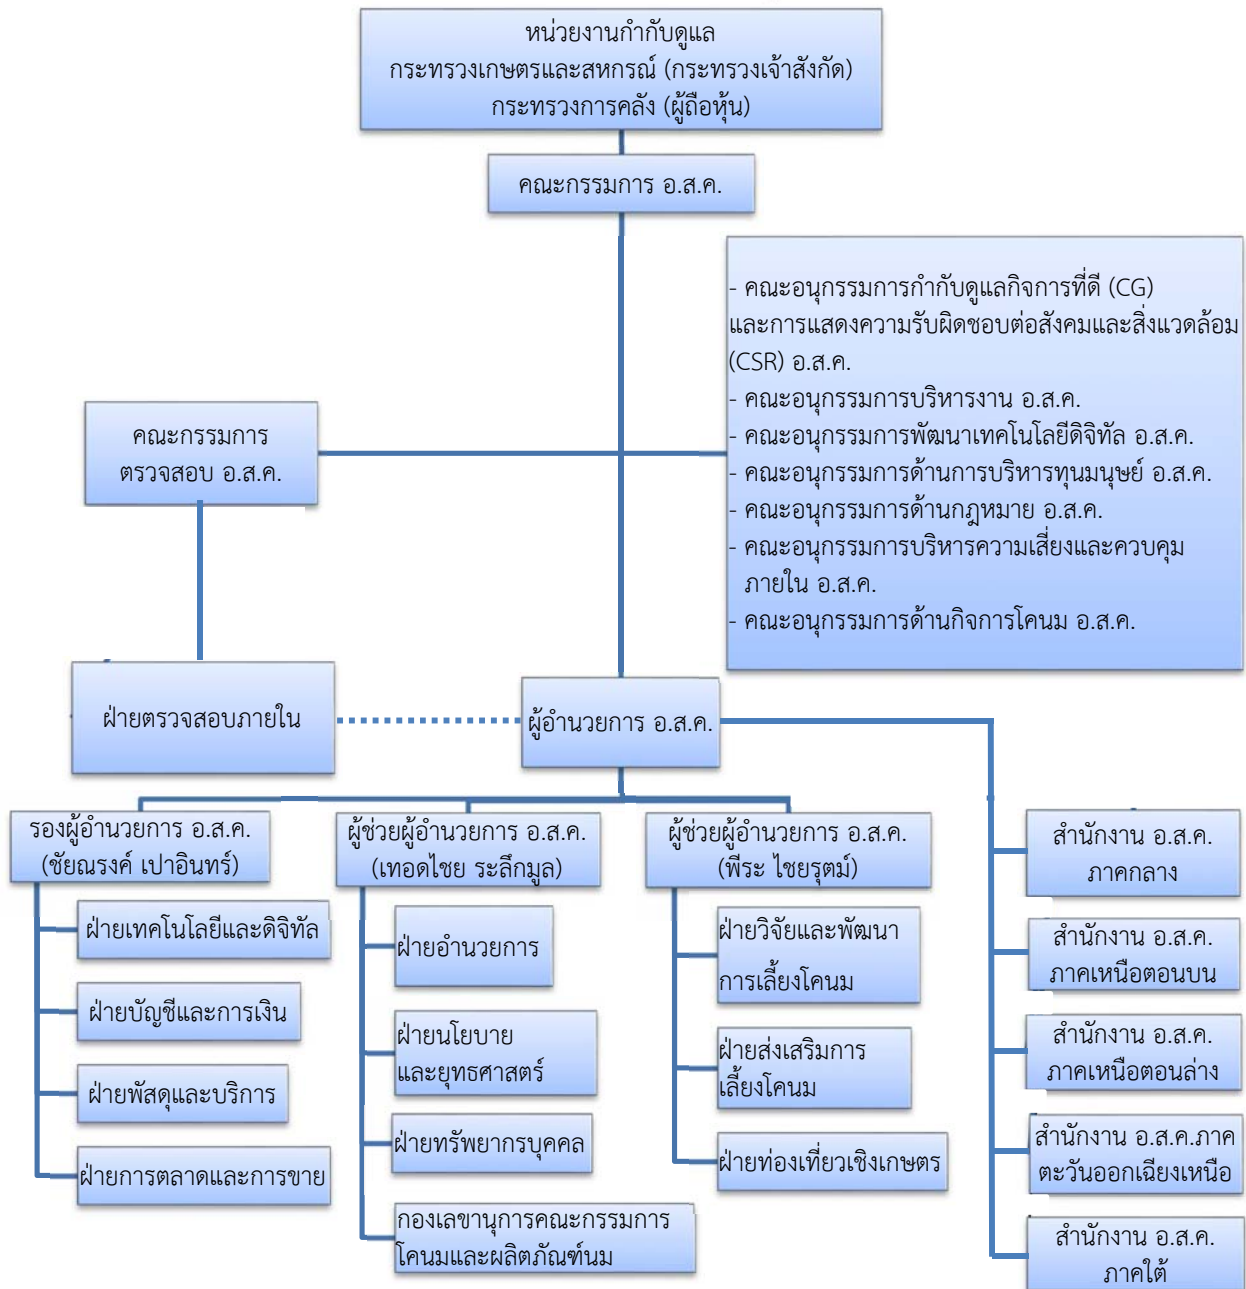 หน่วยงานกำกับดูแล
กระทรวงเกษตรและสหกรณ์ (กระทรวงเจ้าสังกัด)
กระทรวงการคลัง (ผู้ถือหุ้น)
คณะกรรมการ อ.ส.ค.
- คณะอนุกรรมการกำกับดูแลกิจการที่ดี (CG)
และการแสดงความรับผิดชอบต่อสังคมและสิ่งแวดล้อม
(CSR) อ.ส.ค.
- คณะอนุกรรมการบริหารงาน อ.ส.ค.
- คณะอนุกรรมการพัฒนาเทคโนโลยีดิจิทัล อ.ส.ค.
- คณะอนุกรรมการด้านการบริหารทุนมนุษย์ อ.ส.ค.
- คณะอนุกรรมการด้านกฎหมาย อ.ส.ค.
- คณะอนุกรรมการบริหารความเสี่ยงและควบคุม
ภายใน อ.ส.ค.
- คณะอนุกรรมการด้านกิจการโคนม อ.ส.ค.
คณะกรรมการ
ตรวจสอบ อ.ส.ค.
ฝ่ายตรวจสอบภายใน
ผู้อำนวยการ อ.ส.ค.
รองผู้อำนวยการ อ.ส.ค.
(ชัยณรงค์ เปาอินทร์)
ฝ่ายเทคโนโลยีและดิจิทัล
ฝ่ายบัญชีและการเงิน
ฝ่ายพัสดุและบริการ
ฝ่ายการตลาดและการขาย
ผู้ช่วยผู้อำนวยการ อ.ส.ค.
(เทอดไชย ระลึกมูล)
ฝ่ายอำนวยการ
ฝ่ายนโยบาย
และยุทธศาสตร์
ฝ่ายทรัพยากรบุคคล
กองเลขานุการคณะกรรมการ
โคนมและผลิตภัณฑ์นม
ผู้ช่วยผู้อำนวยการ อ.ส.ค.
(พีระ ไชยรุตม์)
ฝ่ายวิจัยและพัฒนา
การเลี้ยงโคนม
ฝ่ายส่งเสริมการ
เลี้ยงโคนม
ฝ่ายท่องเที่ยวเชิงเกษตร
สำนักงาน อ.ส.ค.
ภาคกลาง
สำนักงาน อ.ส.ค.
ภาคเหนือตอนบน
สำนักงาน อ.ส.ค.
ภาคเหนือตอนล่าง
สำนักงาน อ.ส.ค.ภาค
ตะวันออกเฉียงเหนือ
สำนักงาน อ.ส.ค.
ภาคใต้